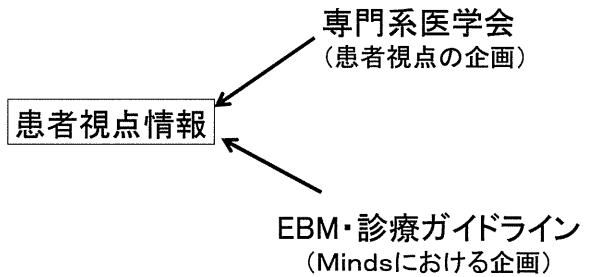 専門系医学会
（患者視点の企画）
患者視点情報
EBM・診療ガイドライン
（Mindsにおける企画）